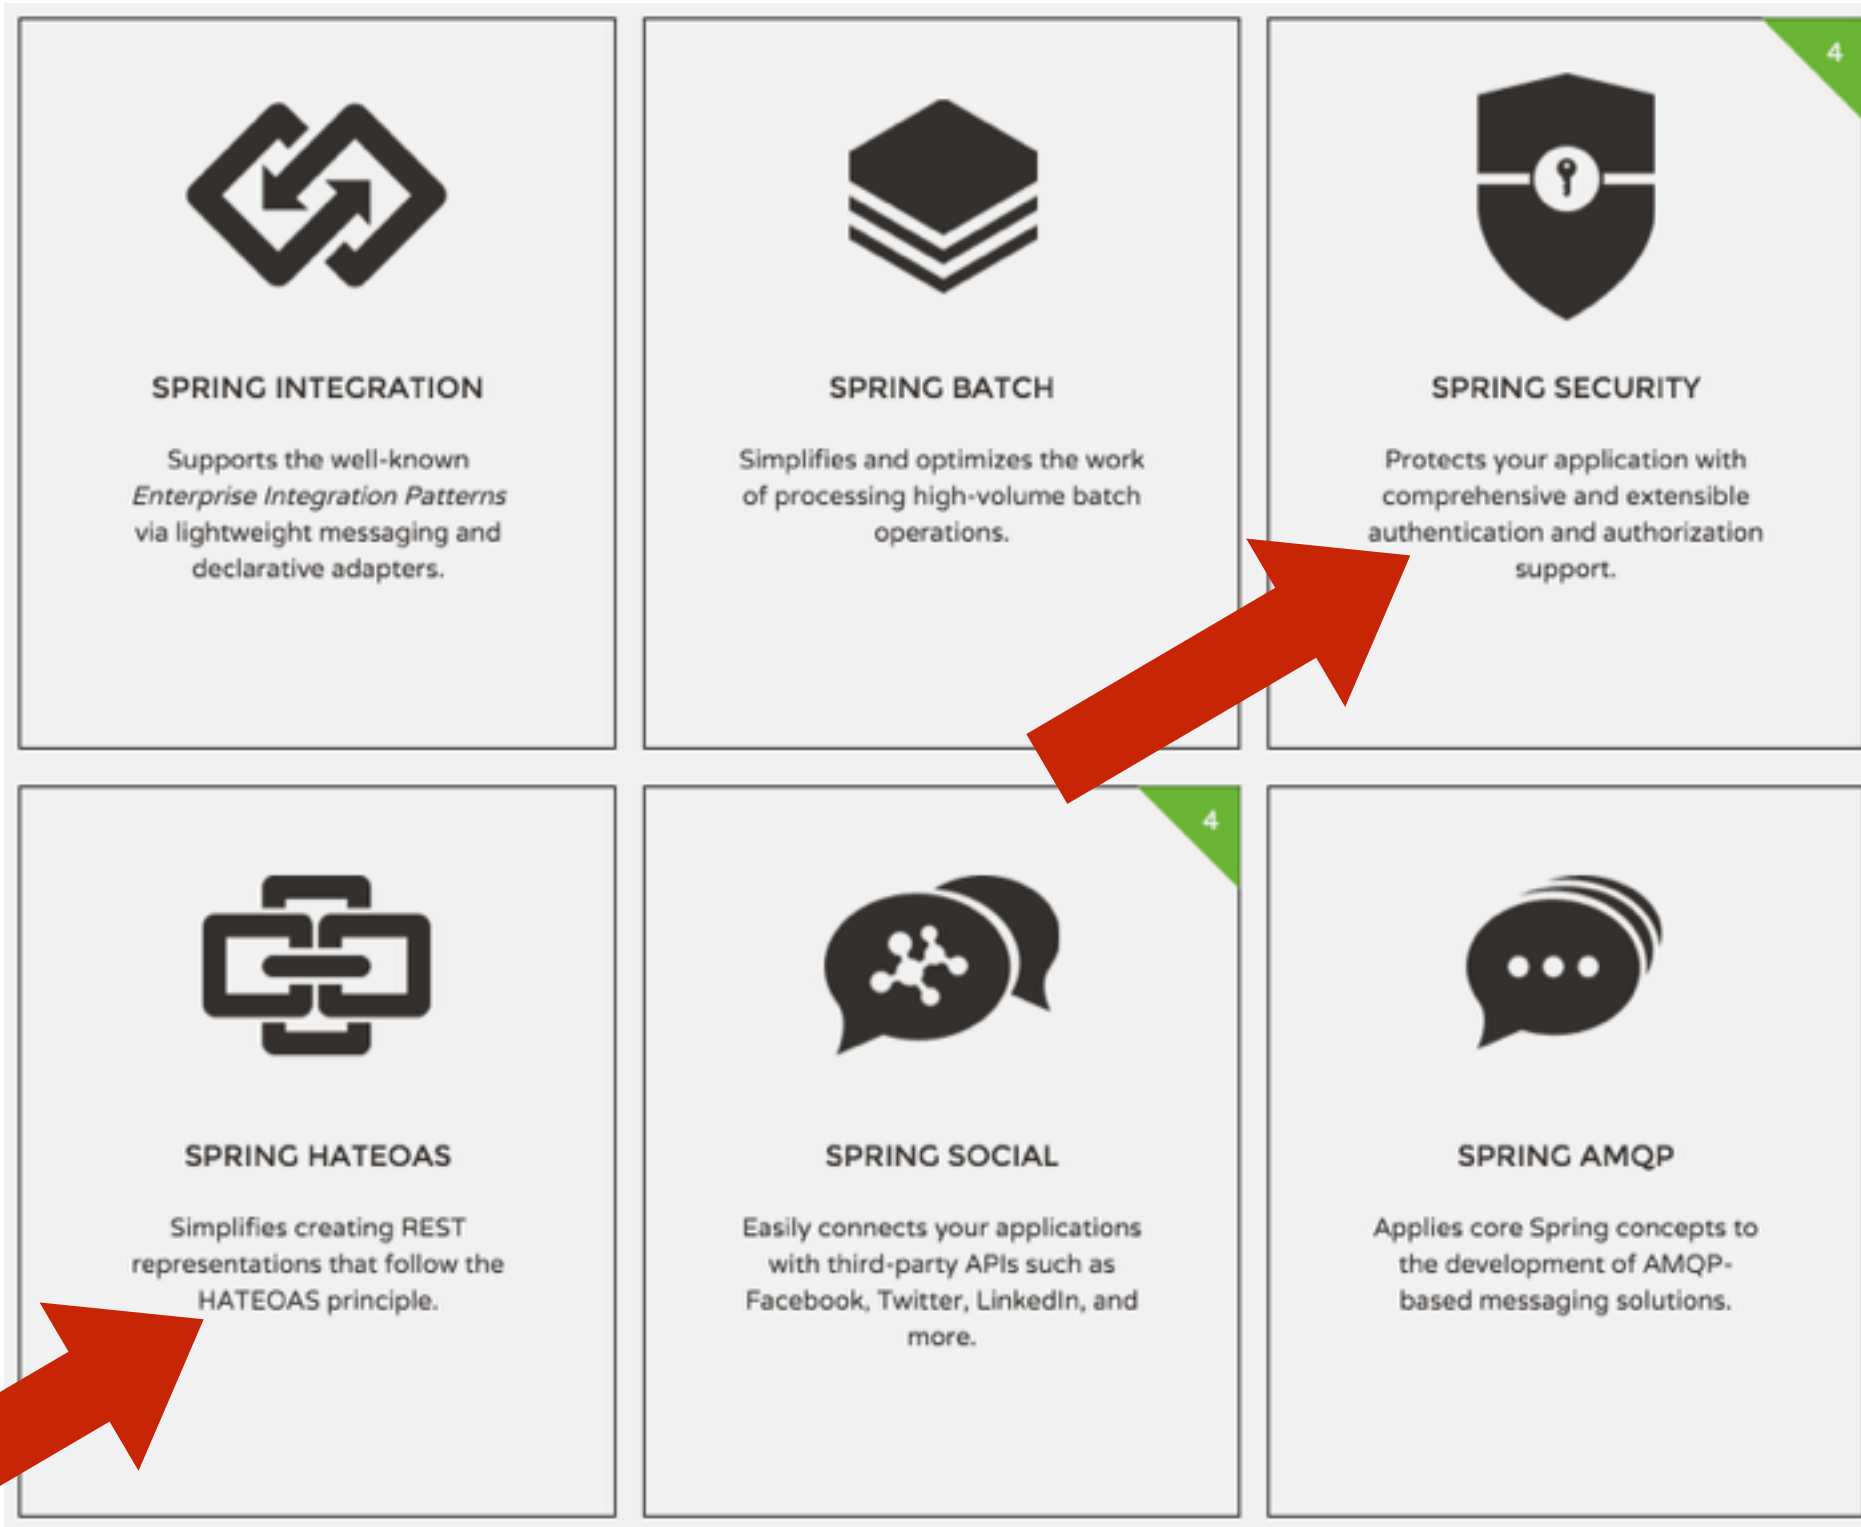 4
SPRING INTEGRATION
Supports the well-known
Enterprise Integration Patterns
via lightweight messaging and
declarative adapters.
SPRING BATCH
Simplifies and optimizes the work
of processing high-volume batch
operations.
SPRING SECURITY
Protects your application with
comprehensive and extensible
authentication and authorization
support.
4
SPRING HATEOAS
Simplifies creating REST
representations that follow the
HATEOAS principle.
SPRING SOCIAL
Easily connects your applications
with third-party APIs such as
Facebook, Twitter, LinkedIn, and
more.
SPRING AMQP
Applies core Spring concepts to
the development of AMQP-
based messaging solutions.